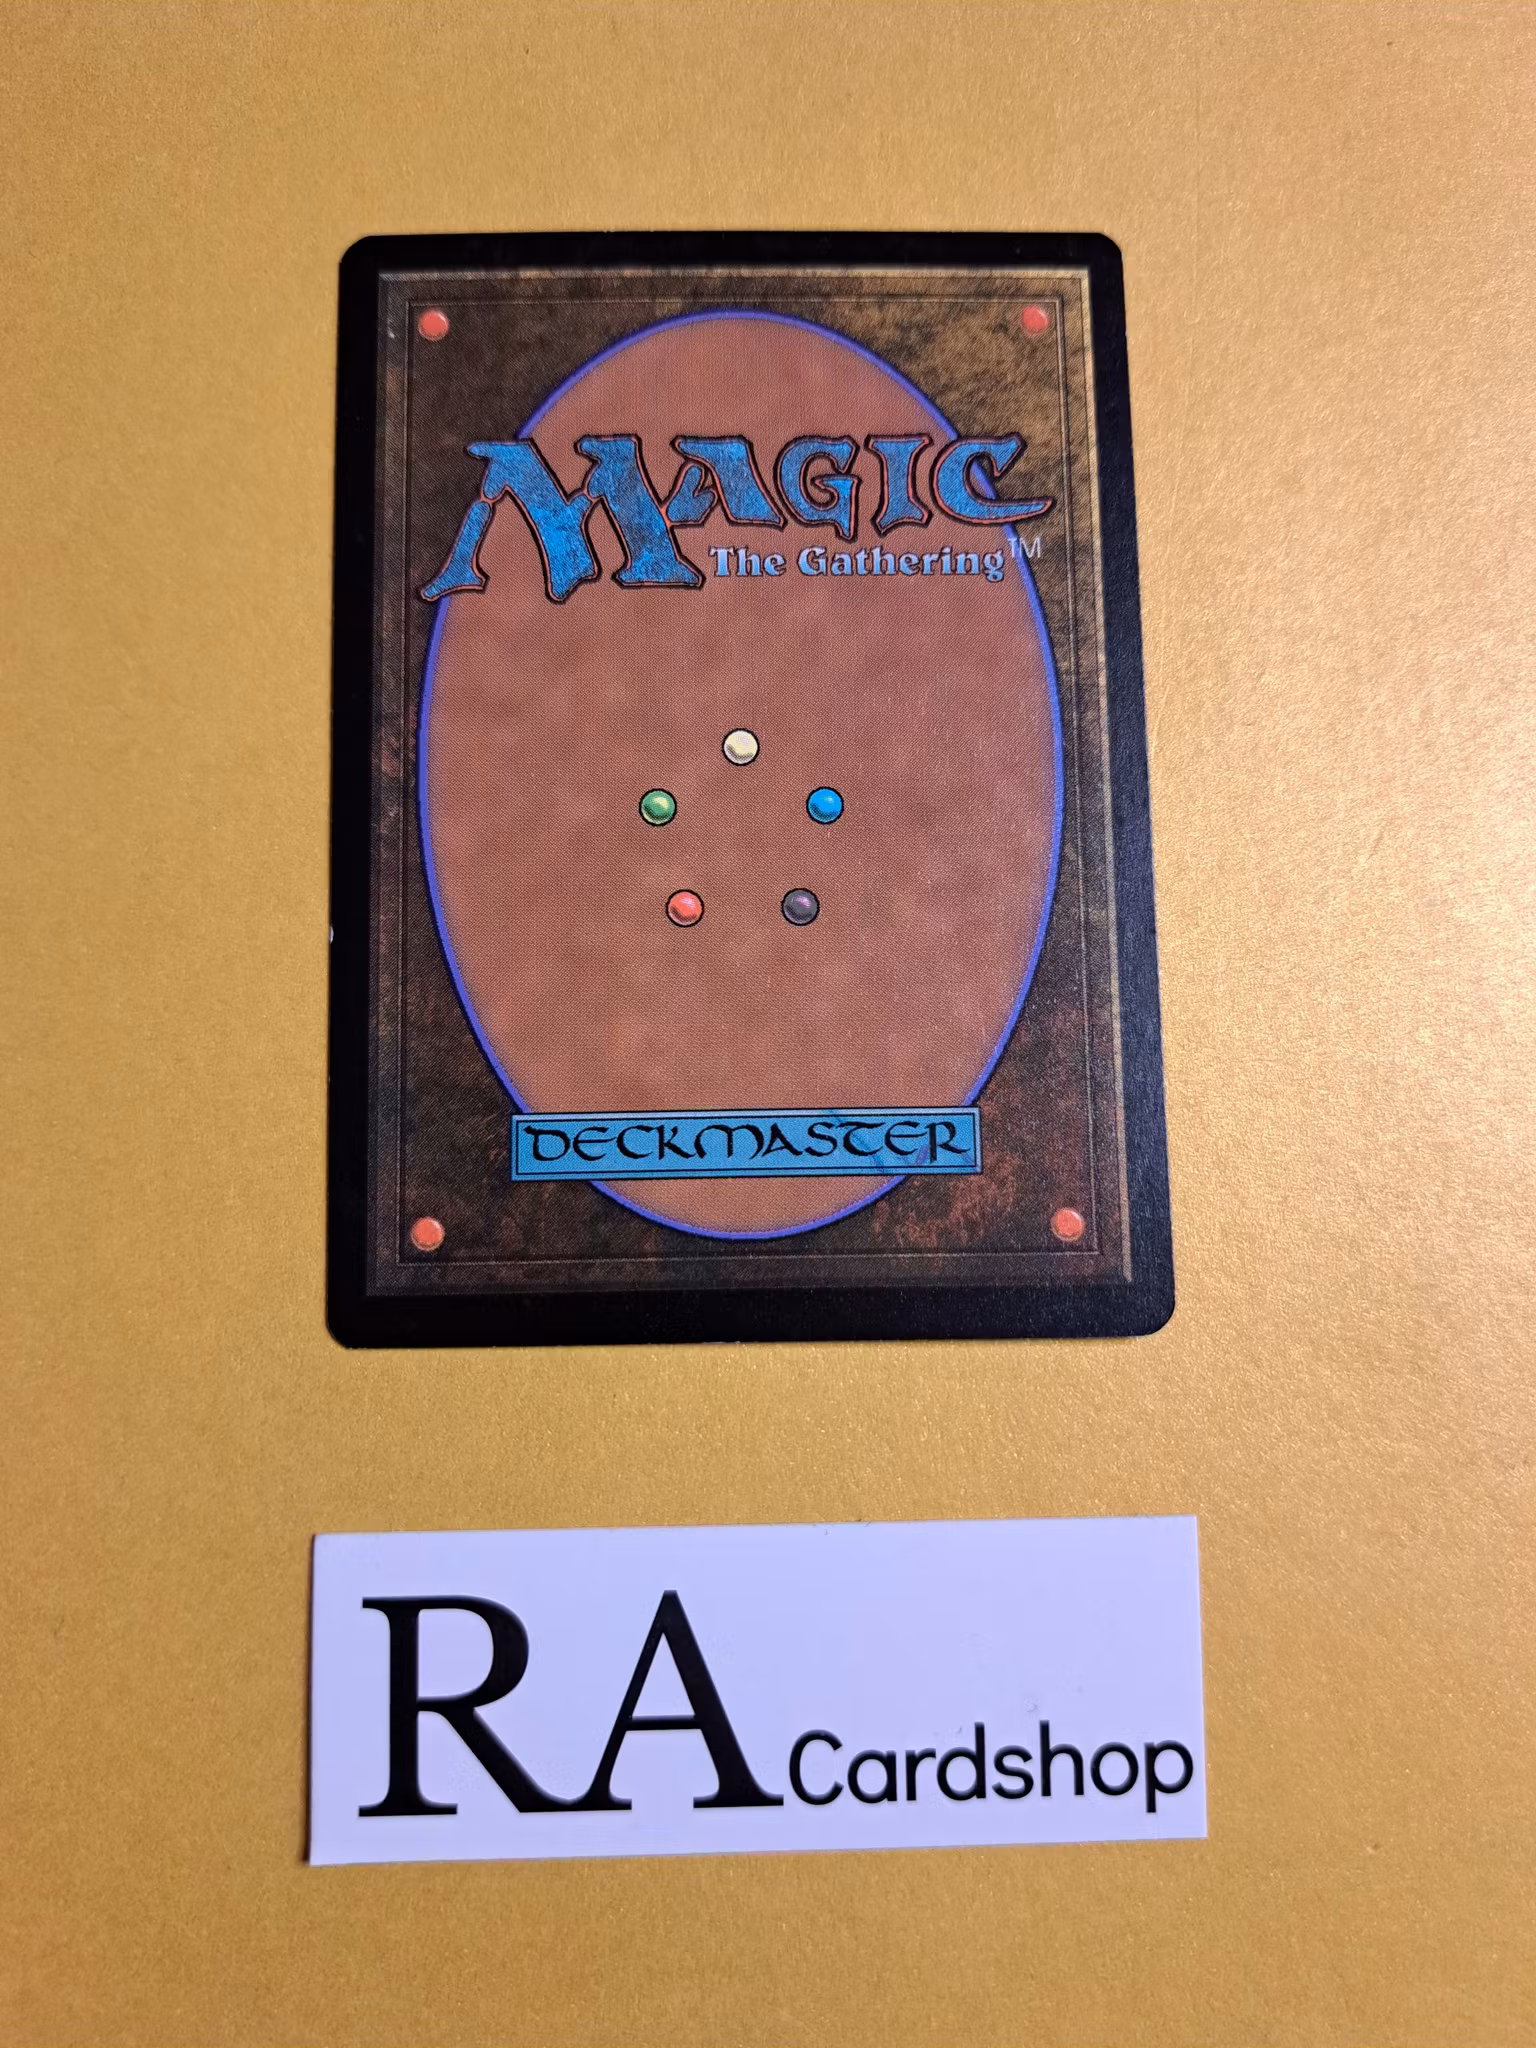 MAGIC
The Gathering™
DECKMASTER
RA Cardshop